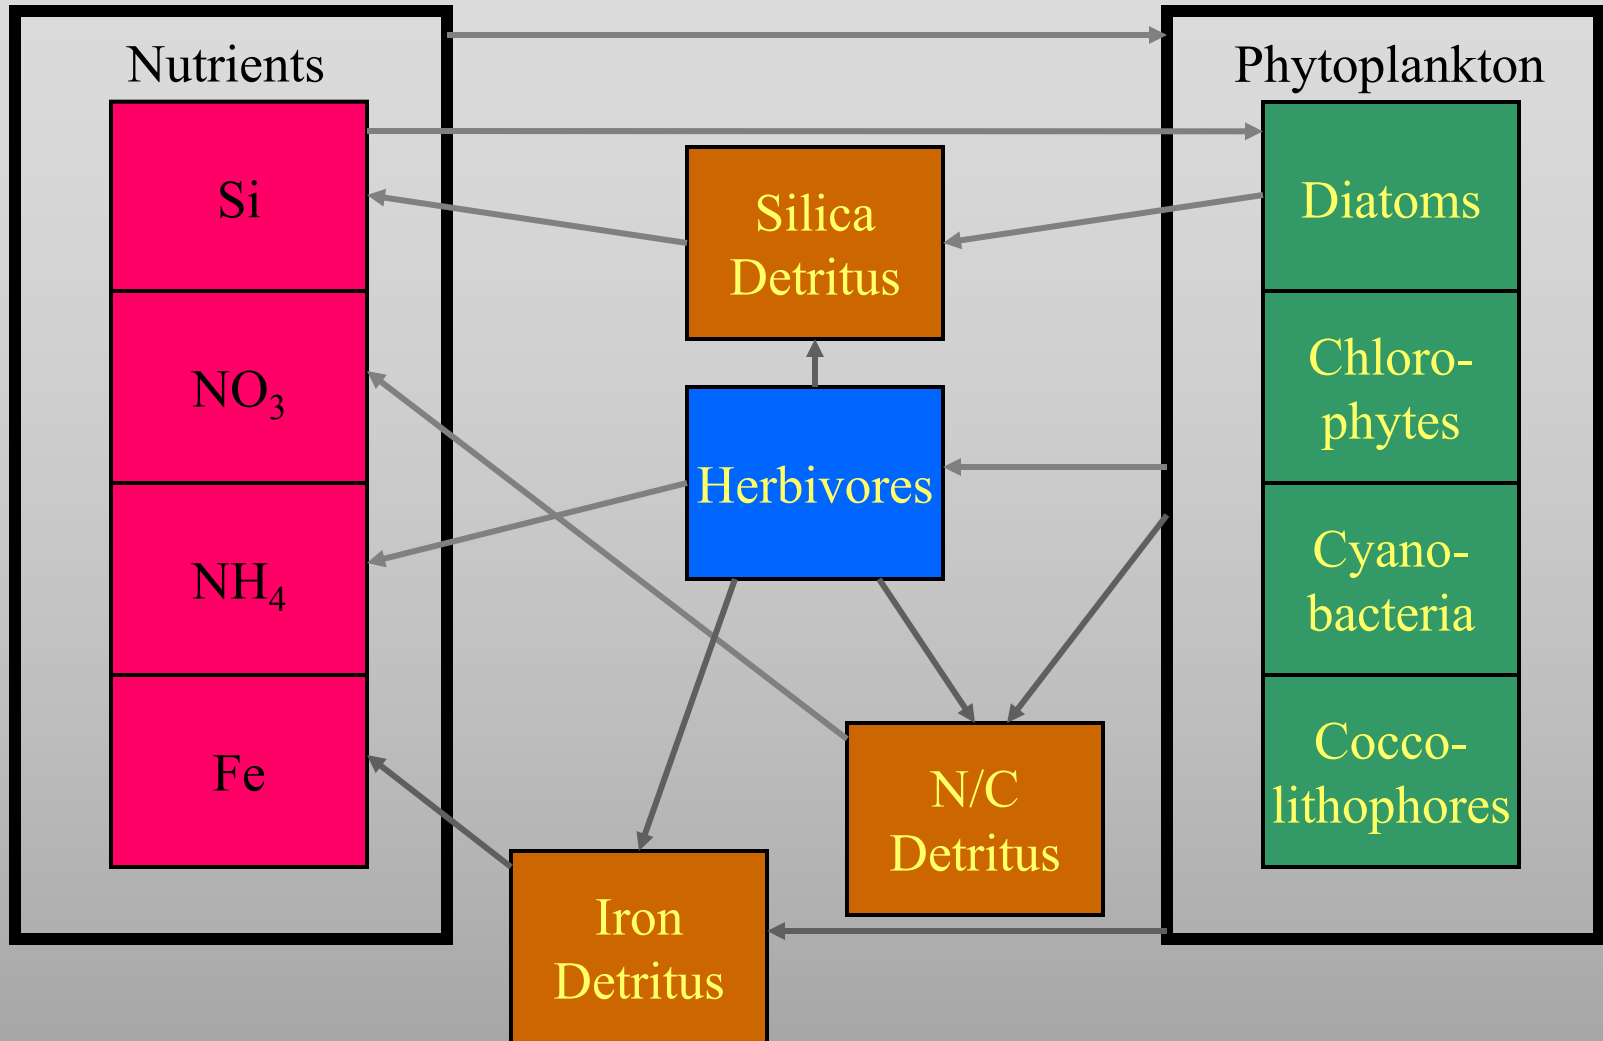 Nutrients
Si
NO₃
NH₄
Fe
Silica
Detritus
Herbivores
N/C
Detritus
Iron
Detritus
Phytoplankton
Diatoms
Chloro-
phytes
Cyano-
bacteria
Cocco-
lithophores